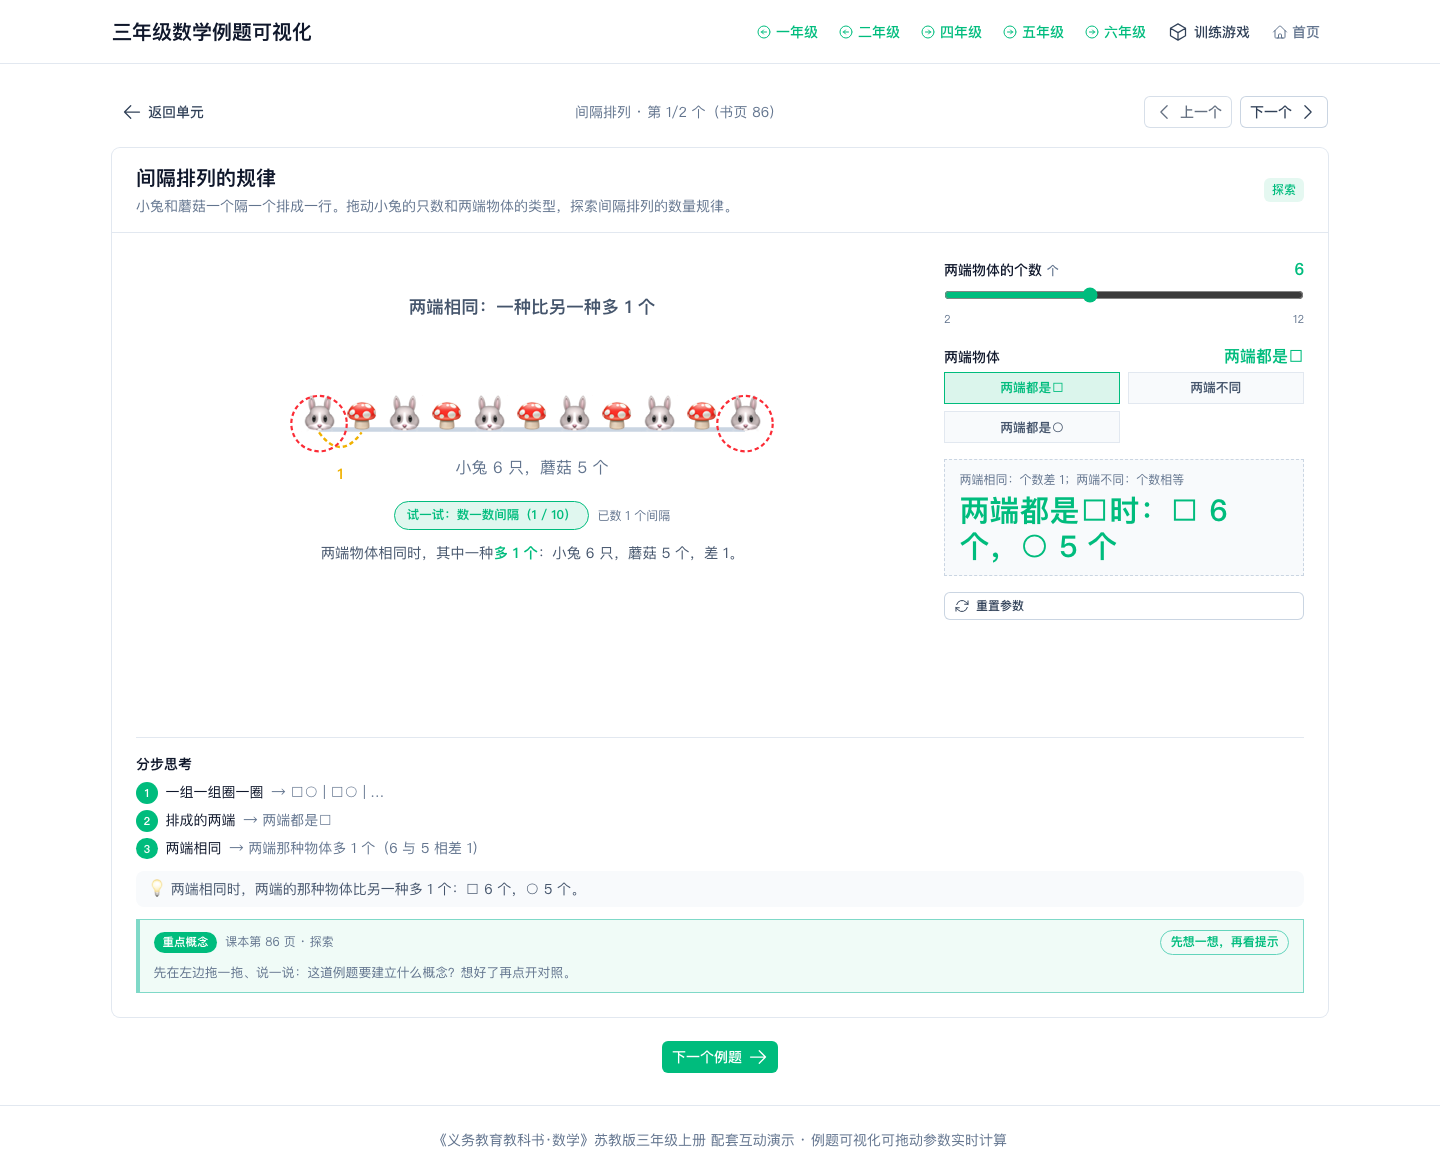 三年级数学例题可视化
一年级 二年级 四年级 五年级 六年级 训练游戏 首页
返回单元
间隔排列 · 第 1/2 个（书页 86）
上一个 下一个
间隔排列的规律
小兔和蘑菇一个隔一个排成一行。拖动小兔的只数和两端物体的类型，探索间隔排列的数量规律。
探索
两端相同：一种比另一种多 1 个
1
小兔 6 只，蘑菇 5 个
试一试：数一数间隔（1 / 10） 已数 1 个间隔
两端物体相同时，其中一种多 1 个：小兔 6 只，蘑菇 5 个，差 1。
两端物体的个数 个 6
2 12
两端物体 两端都是□
两端都是□ 两端不同
两端都是○
两端相同：个数差 1；两端不同：个数相等
两端都是□时：□ 6
个，○ 5 个
重置参数
分步思考
1 一组一组圈一圈 → □○ | □○ | …
2 排成的两端 → 两端都是□
3 两端相同 → 两端那种物体多 1 个（6 与 5 相差 1）
两端相同时，两端的那种物体比另一种多 1 个：□ 6 个，○ 5 个。
重点概念 课本第 86 页 · 探索 先想一想，再看提示
先在左边拖一拖、说一说：这道例题要建立什么概念？想好了再点开对照。
下一个例题 →
《义务教育教科书·数学》苏教版三年级上册 配套互动演示 · 例题可视化可拖动参数实时计算